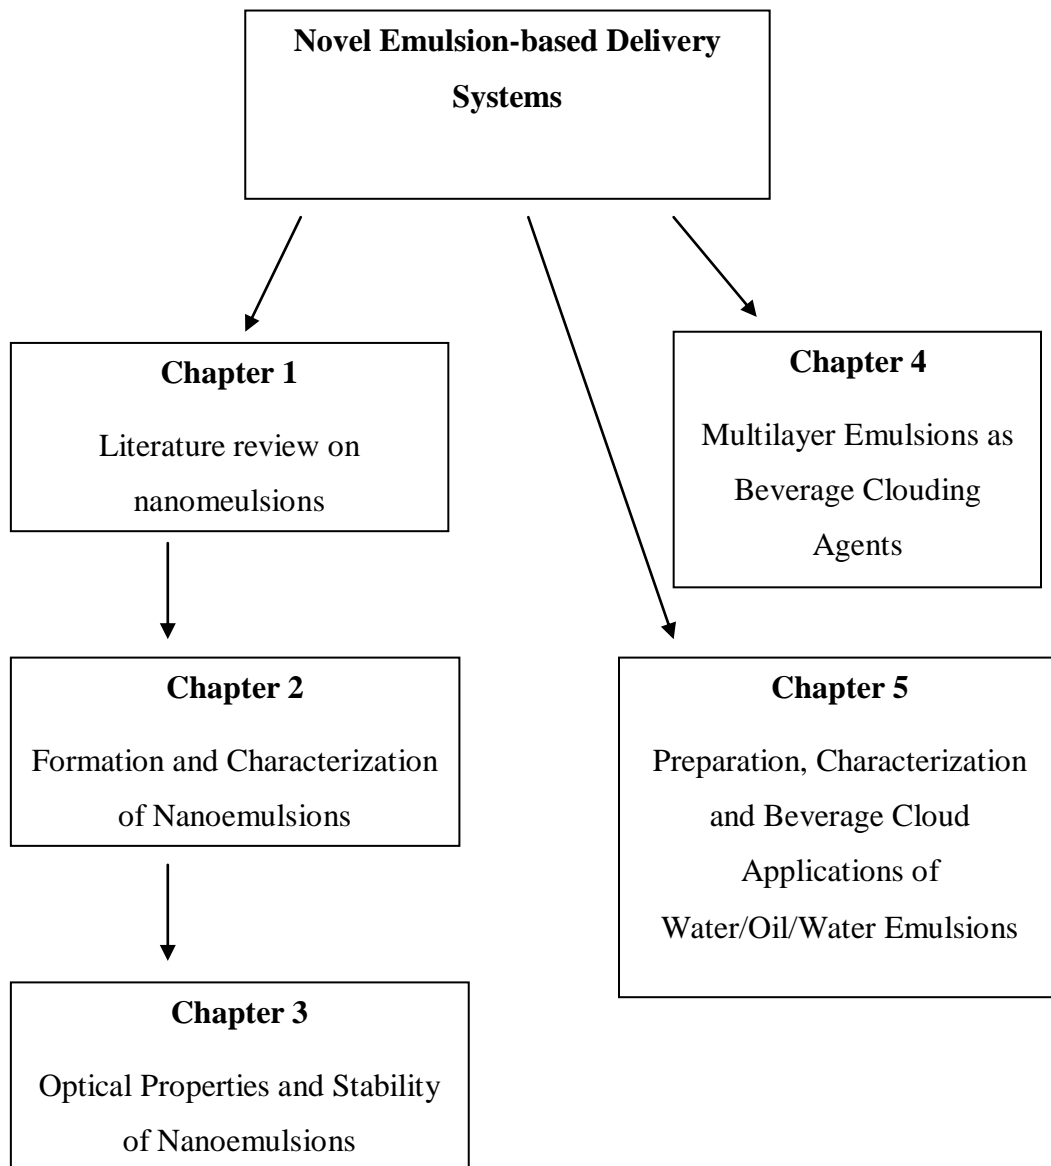 Novel Emulsion-based Delivery
Systems
Chapter 1
Literature review on
nanomeulsions
Chapter 4
Multilayer Emulsions as
Beverage Clouding
Agents
Chapter 2
Formation and Characterization
of Nanoemulsions
Chapter 5
Preparation, Characterization
and Beverage Cloud
Applications of
Water/Oil/Water Emulsions
Chapter 3
Optical Properties and Stability
of Nanoemulsions